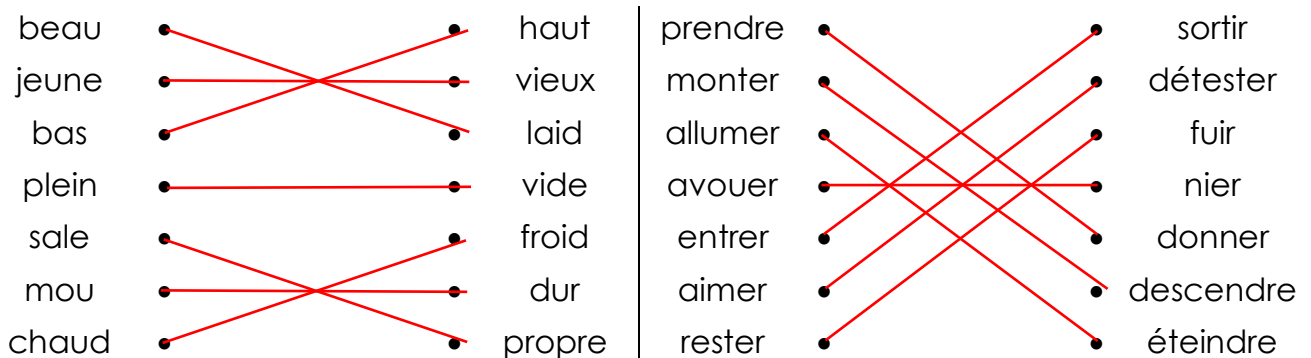 beau haut prendre sortir
jeune vieux monter détester
bas laid allumer fuir
plein vide avouer nier
sale froid entrer donner
mou dur aimer descendre
chaud propre rester éteindre